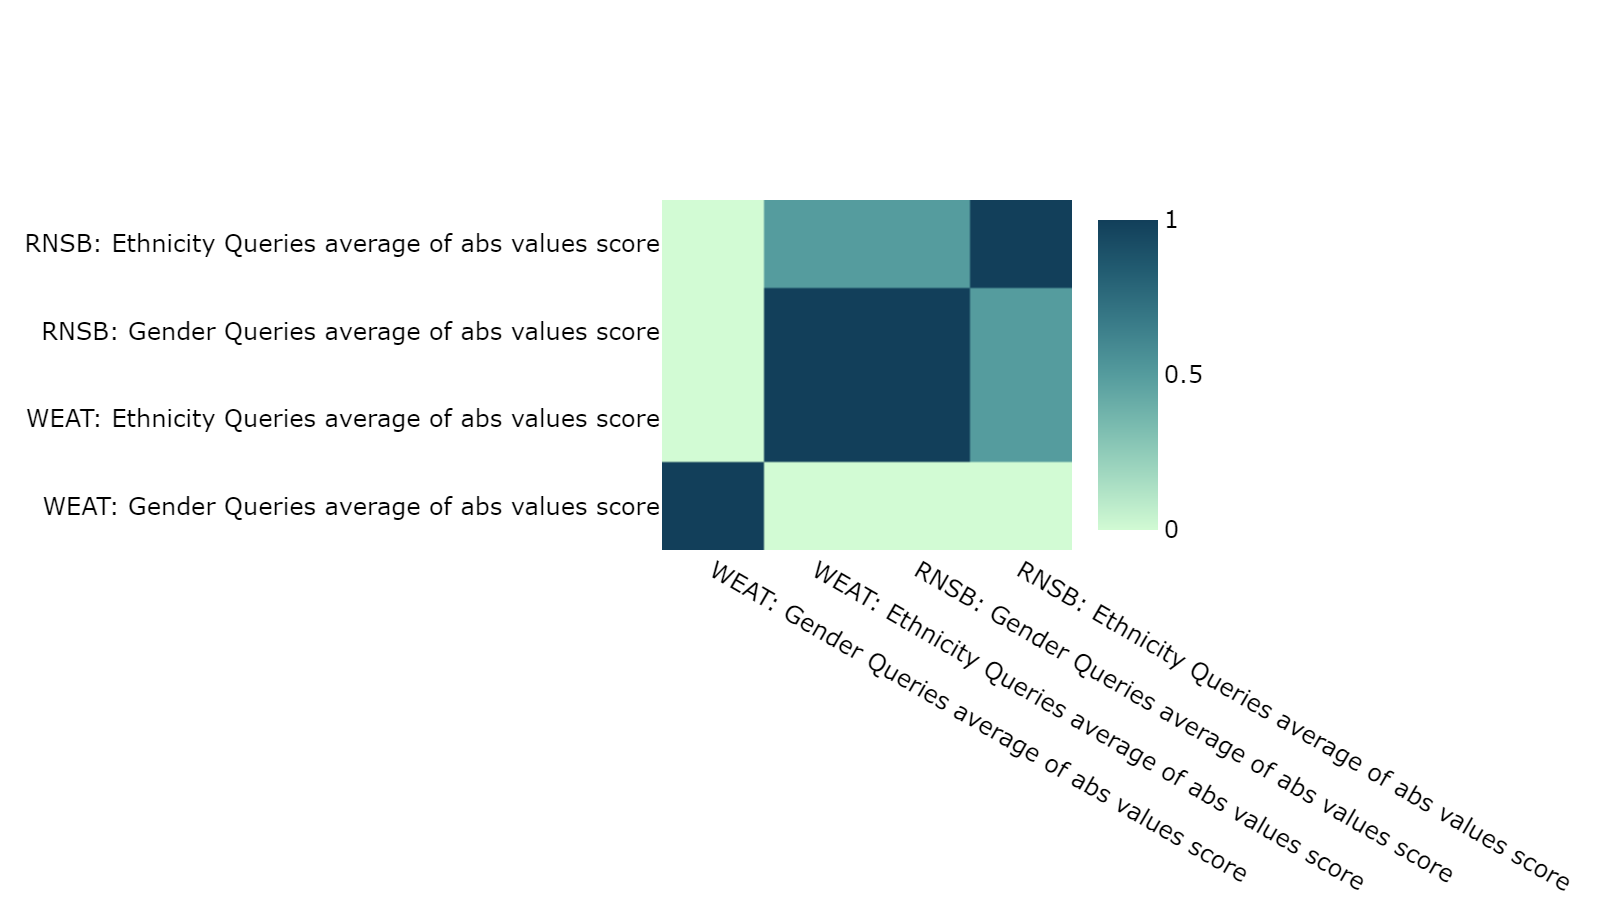 RNSB: Ethnicity Queries average of abs values score
RNSB: Gender Queries average of abs values score
WEAT: Ethnicity Queries average of abs values score
WEAT: Gender Queries average of abs values score
1
0.5
0
WEAT: Gender Queries average of abs values score
WEAT: Ethnicity Queries average of abs values score
RNSB: Gender Queries average of abs values score
RNSB: Ethnicity Queries average of abs values score